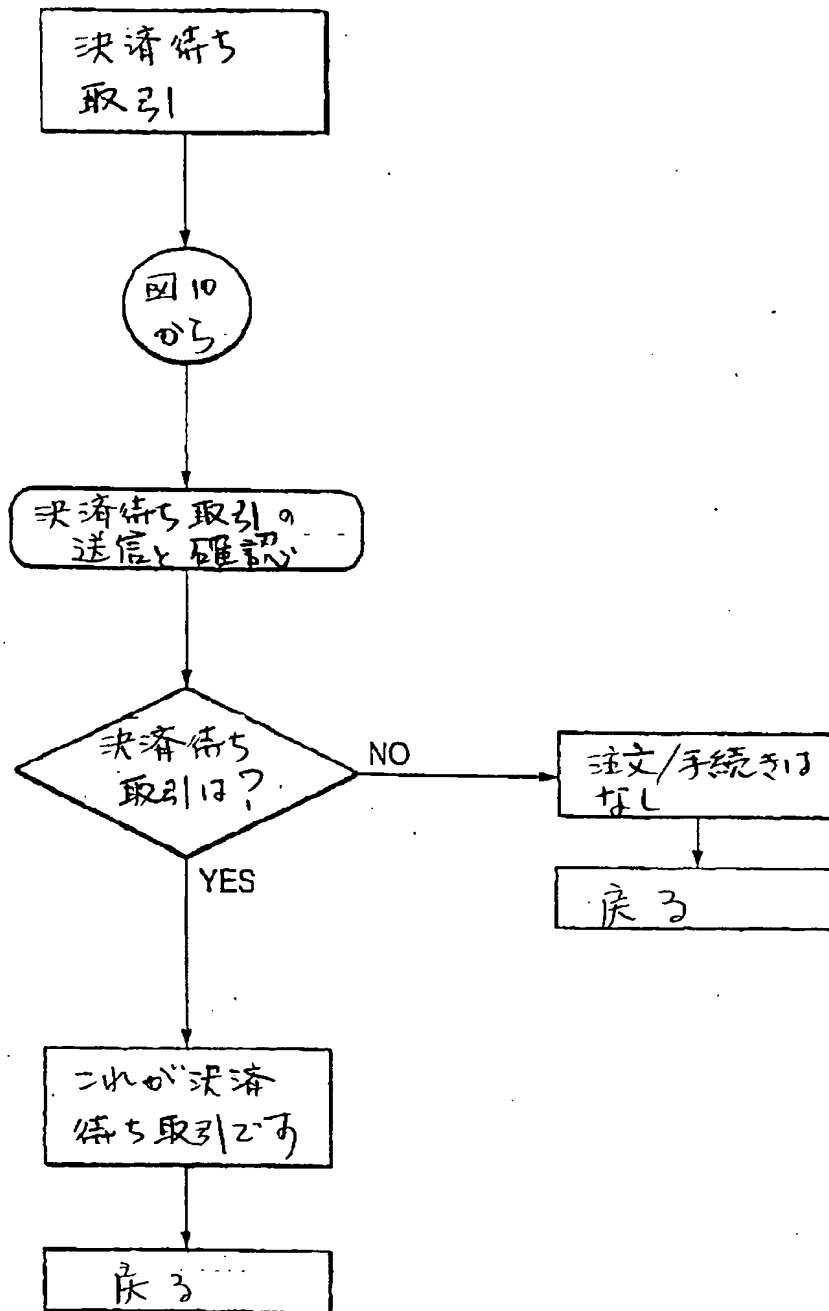 決済待ち
取引
図10
から
決済待ち取引の
送信と確認
決済待ち
取引は?
NO
注文/手続きは
なし
戻る
YES
これが決済
待ち取引です
戻る